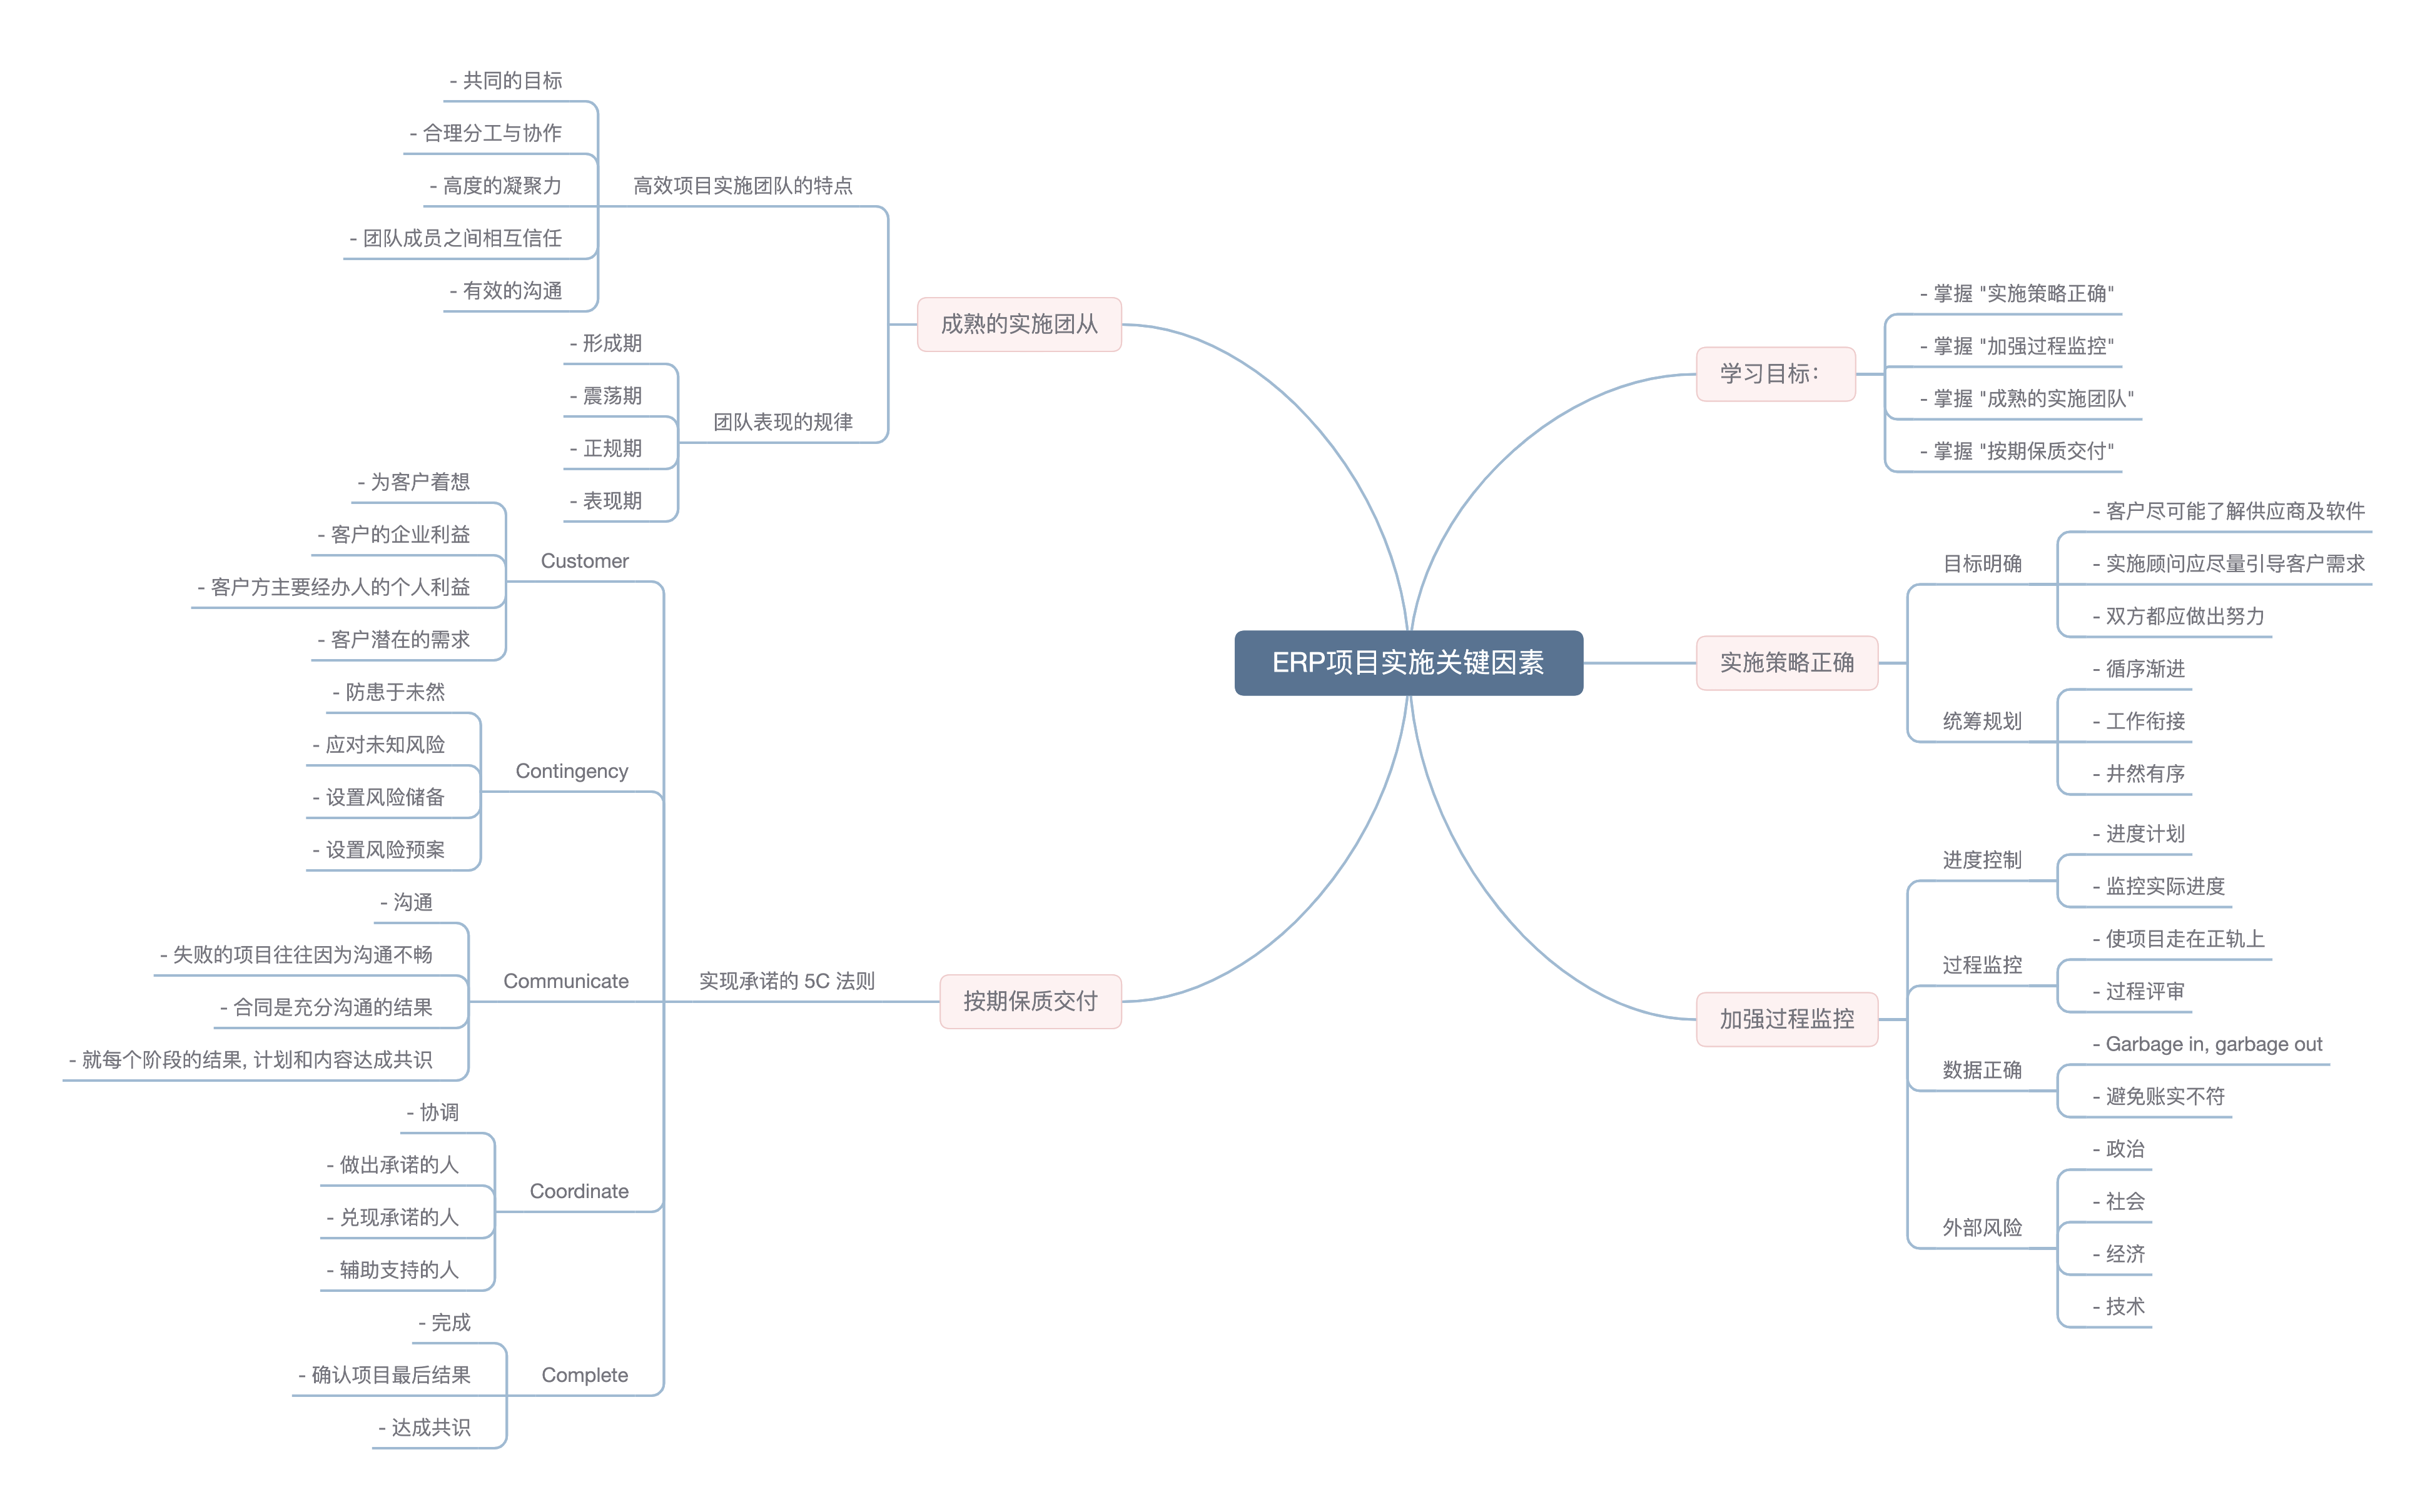 ERP项目实施关键因素
学习目标：
- 掌握 "实施策略正确"
- 掌握 "加强过程监控"
- 掌握 "成熟的实施团队"
- 掌握 "按期保质交付"
实施策略正确
目标明确
- 客户尽可能了解供应商及软件
- 实施顾问应尽量引导客户需求
- 双方都应做出努力
统筹规划
- 循序渐进
- 工作衔接
- 井然有序
加强过程监控
进度控制
- 进度计划
- 监控实际进度
过程监控
- 使项目走在正轨上
- 过程评审
数据正确
- Garbage in, garbage out
- 避免账实不符
外部风险
- 政治
- 社会
- 经济
- 技术
成熟的实施团从
高效项目实施团队的特点
- 共同的目标
- 合理分工与协作
- 高度的凝聚力
- 团队成员之间相互信任
- 有效的沟通
团队表现的规律
- 形成期
- 震荡期
- 正规期
- 表现期
按期保质交付
实现承诺的 5C 法则
Customer
- 为客户着想
- 客户的企业利益
- 客户方主要经办人的个人利益
- 客户潜在的需求
Contingency
- 防患于未然
- 应对未知风险
- 设置风险储备
- 设置风险预案
Communicate
- 沟通
- 失败的项目往往因为沟通不畅
- 合同是充分沟通的结果
- 就每个阶段的结果, 计划和内容达成共识
Coordinate
- 协调
- 做出承诺的人
- 兑现承诺的人
- 辅助支持的人
Complete
- 完成
- 确认项目最后结果
- 达成共识